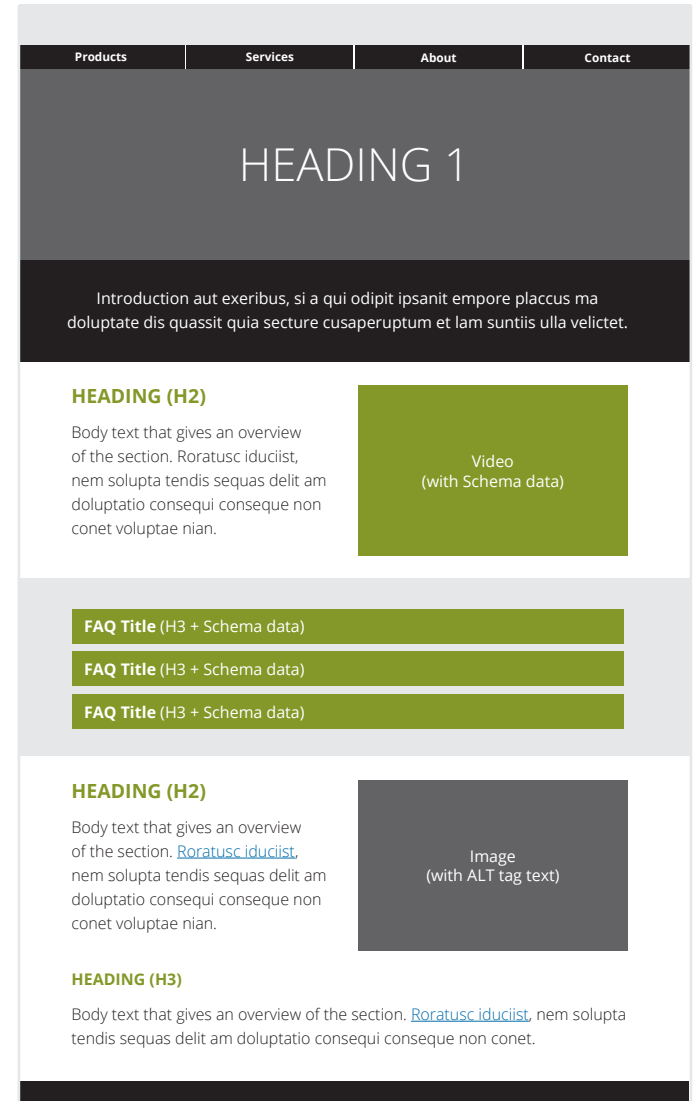 Products
Services
About
Contact
HEADING 1
Introduction aut exeribus, si a qui odipit ipsanit empore placcus ma
doluptate dis quassit quia secture cusaperuptum et lam suntiis ulla velictet.
HEADING (H2)
Body text that gives an overview
of the section. Roratusc iduciist,
nem solupta tendis sequas delit am
doluptatio consequi conseque non
conet voluptae nian.
Video
(with Schema data)
FAQ Title (H3 + Schema data)
FAQ Title (H3 + Schema data)
FAQ Title (H3 + Schema data)
HEADING (H2)
Body text that gives an overview
of the section. Roratusc iduciist,
nem solupta tendis sequas delit am
doluptatio consequi conseque non
conet voluptae nian.
Image
(with ALT tag text)
HEADING (H3)
Body text that gives an overview of the section. Roratusc iduciist, nem solupta
tendis sequas delit am doluptatio consequi conseque non conet.